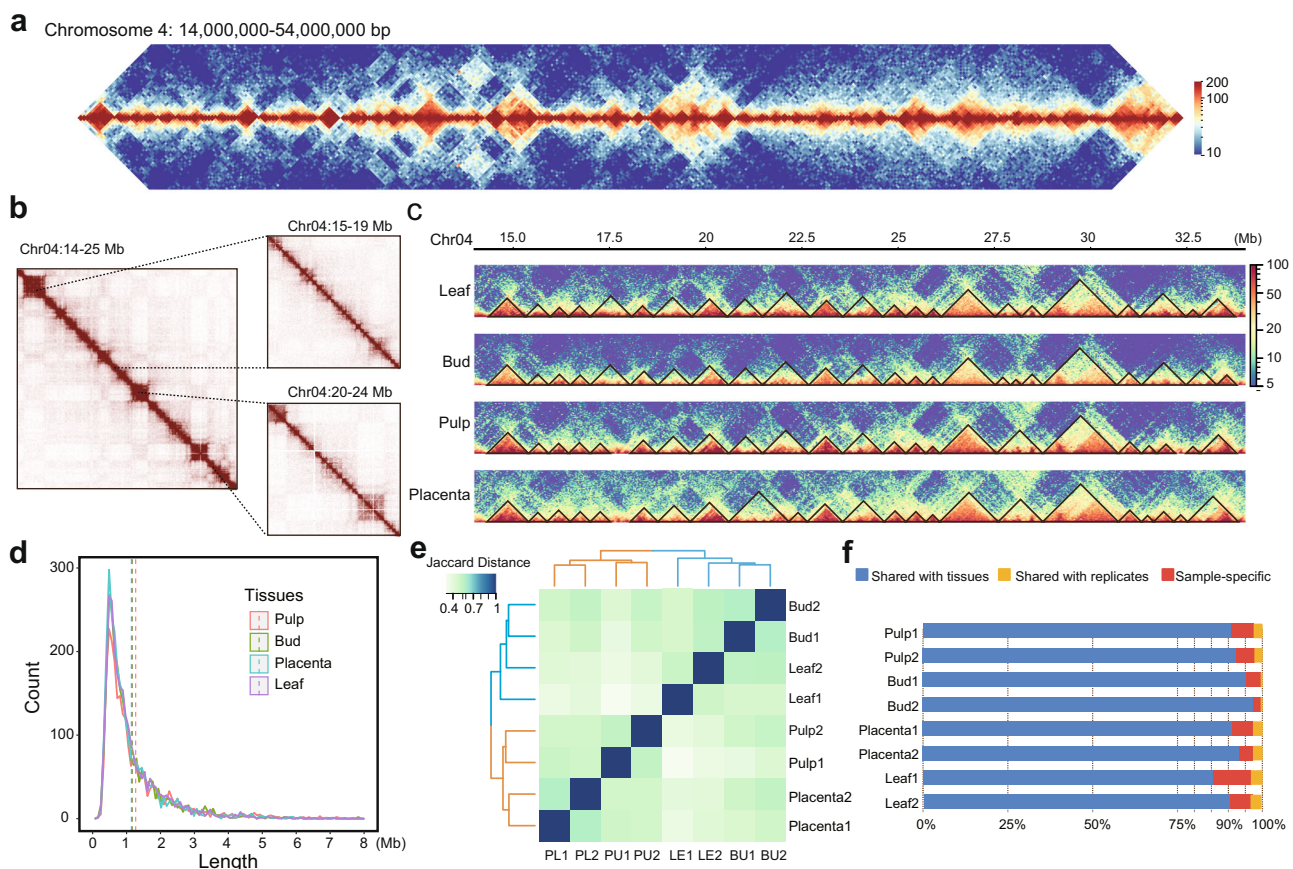 a
Chromosome 4: 14,000,000-54,000,000 bp
200
100
10
b
Chr04:14-25 Mb
Chr04:15-19 Mb
Chr04:20-24 Mb
c
Chr04
15.0 17.5 20 22.5 25 27.5 30 32.5 (Mb)
Leaf
Bud
Pulp
Placenta
100
50
20
10
5
d
300
200
100
0
Count
Tissues
Pulp
Bud
Placenta
Leaf
0 1 2 3 4 5 6 7 8 (Mb)
Length
e
Jaccard Distance
0.4 0.7 1
Bud2
Bud1
Leaf2
Leaf1
Pulp2
Pulp1
Placenta2
Placenta1
PL1 PL2 PU1 PU2 LE1 LE2 BU1 BU2
f
Shared with tissues Shared with replicates Sample-specific
Pulp1
Pulp2
Bud1
Bud2
Placenta1
Placenta2
Leaf1
Leaf2
0% 25% 50% 75% 80% 90% 100%